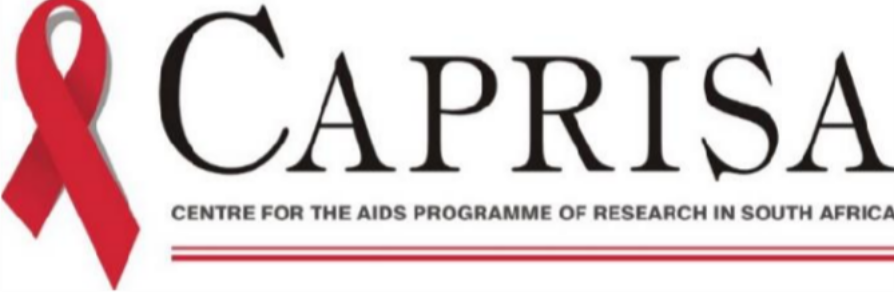 CAPRISA
CENTRE FOR THE AIDS PROGRAMME OF RESEARCH IN SOUTH AFRICA